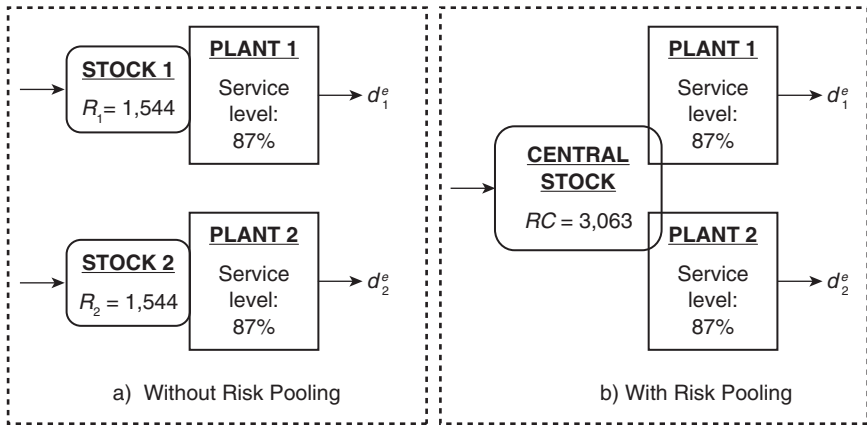 STOCK 1
R₁ = 1,544
PLANT 1
Service
level:
87%
d₁ᵉ
STOCK 2
R₂ = 1,544
PLANT 2
Service
level:
87%
d₂ᵉ
a) Without Risk Pooling
CENTRAL
STOCK
RC = 3,063
PLANT 1
Service
level:
87%
d₁ᵉ
PLANT 2
Service
level:
87%
d₂ᵉ
b) With Risk Pooling